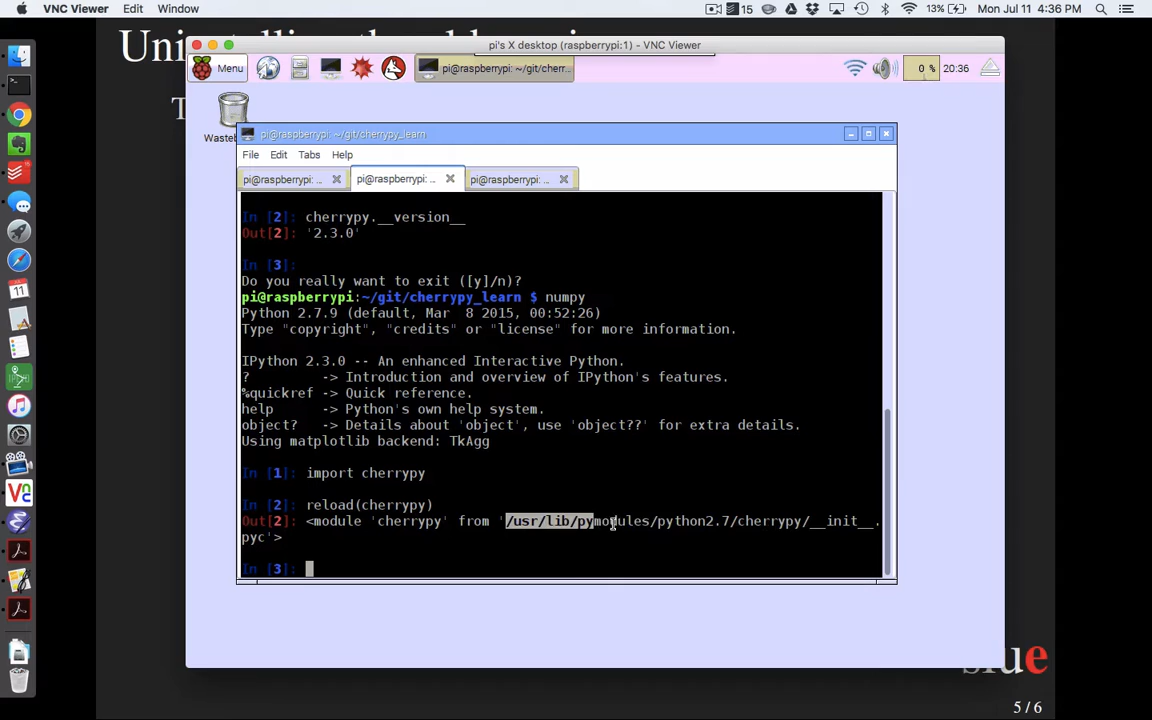 VNC Viewer Edit Window 15 13% Mon Jul 11 4:36 PM
pi's X desktop (raspberrypi:1) - VNC Viewer
Menu pi@raspberrypi: ~/git/cherr... 0 % 20:36
pi@raspberrypi: ~/git/cherrypy_learn
File Edit Tabs Help
pi@raspberrypi: ... pi@raspberrypi: ... pi@raspberrypi: ...
In [2]: cherrypy.__version__
Out[2]: '2.3.0'
In [3]:
Do you really want to exit ([y]/n)?
pi@raspberrypi:~/git/cherrypy_learn $ numpy
Python 2.7.9 (default, Mar  8 2015, 00:52:26)
Type "copyright", "credits" or "license" for more information.
IPython 2.3.0 -- An enhanced Interactive Python.
?         -> Introduction and overview of IPython's features.
%quickref -> Quick reference.
help      -> Python's own help system.
object?   -> Details about 'object', use 'object??' for extra details.
Using matplotlib backend: TkAgg
In [1]: import cherrypy
In [2]: reload(cherrypy)
Out[2]: <module 'cherrypy' from '/usr/lib/pymodules/python2.7/cherrypy/__init__.
pyc'>
In [3]:
5 / 6